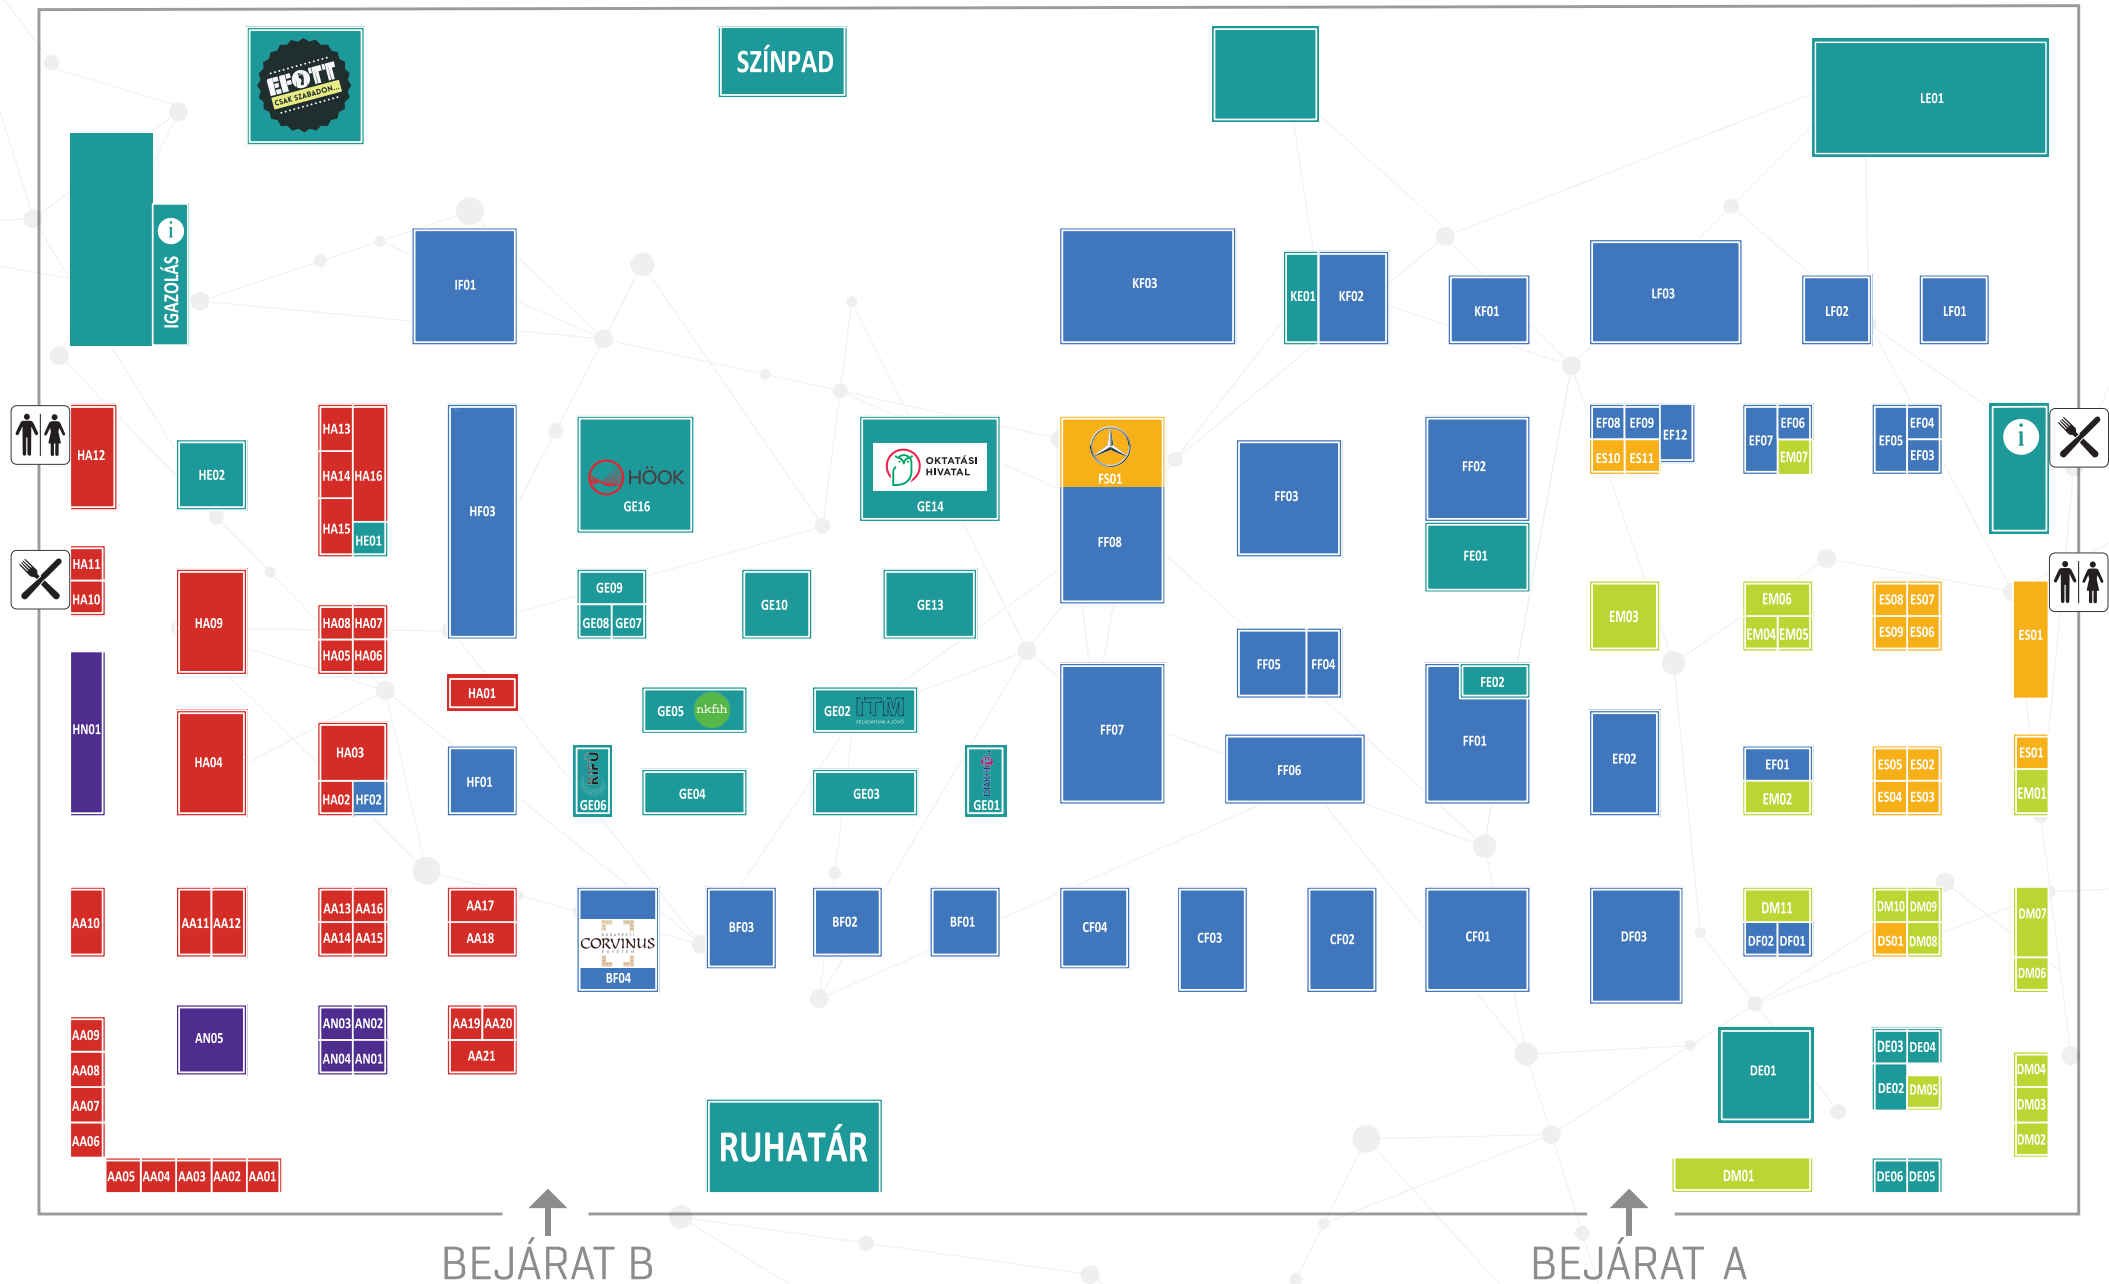 EFOTT
CSAK SZABADON...
SZÍNPAD
LE01
i
IGAZOLÁS
IF01
KF03
KE01
KF02
KF01
LF03
LF02
LF01
HA12
HE02
HA13
HA14
HA16
HA15
HE01
HF03
HÖOK
GE16
OKTATÁSI
HIVATAL
GE14
FS01
FF08
FF03
FF02
FE01
EF08
EF09
EF12
ES10
ES11
EF07
EF06
EM07
EF05
EF04
EF03
i
HA11
HA10
HA09
HA08
HA07
HA05
HA06
GE09
GE08
GE07
GE10
GE13
FF05
FF04
EM03
EM06
EM04
EM05
ES08
ES07
ES09
ES06
ES01
HN01
HA04
HA01
HA03
HA02
HF02
HF01
GE05
nkfih
GE02
ITM
FELADATUNK A JÖVŐ
KIFÜ
GE06
GE04
GE03
GE01
FF07
FF06
FE02
FF01
EF02
EF01
EM02
ES05
ES02
ES04
ES03
ES01
EM01
AA10
AA11
AA12
AA13
AA16
AA14
AA15
AA17
AA18
BUDAPESTI
CORVINUS
EGYETEM
BF04
BF03
BF02
BF01
CF04
CF03
CF02
CF01
DF03
DM11
DF02
DF01
DM10
DM09
DS01
DM08
DM07
DM06
AA09
AA08
AA07
AA06
AN05
AN03
AN02
AN04
AN01
AA19
AA20
AA21
DE01
DE03
DE04
DE02
DM05
DM04
DM03
DM02
AA05
AA04
AA03
AA02
AA01
RUHATÁR
DM01
DE06
DE05
BEJÁRAT B
BEJÁRAT A